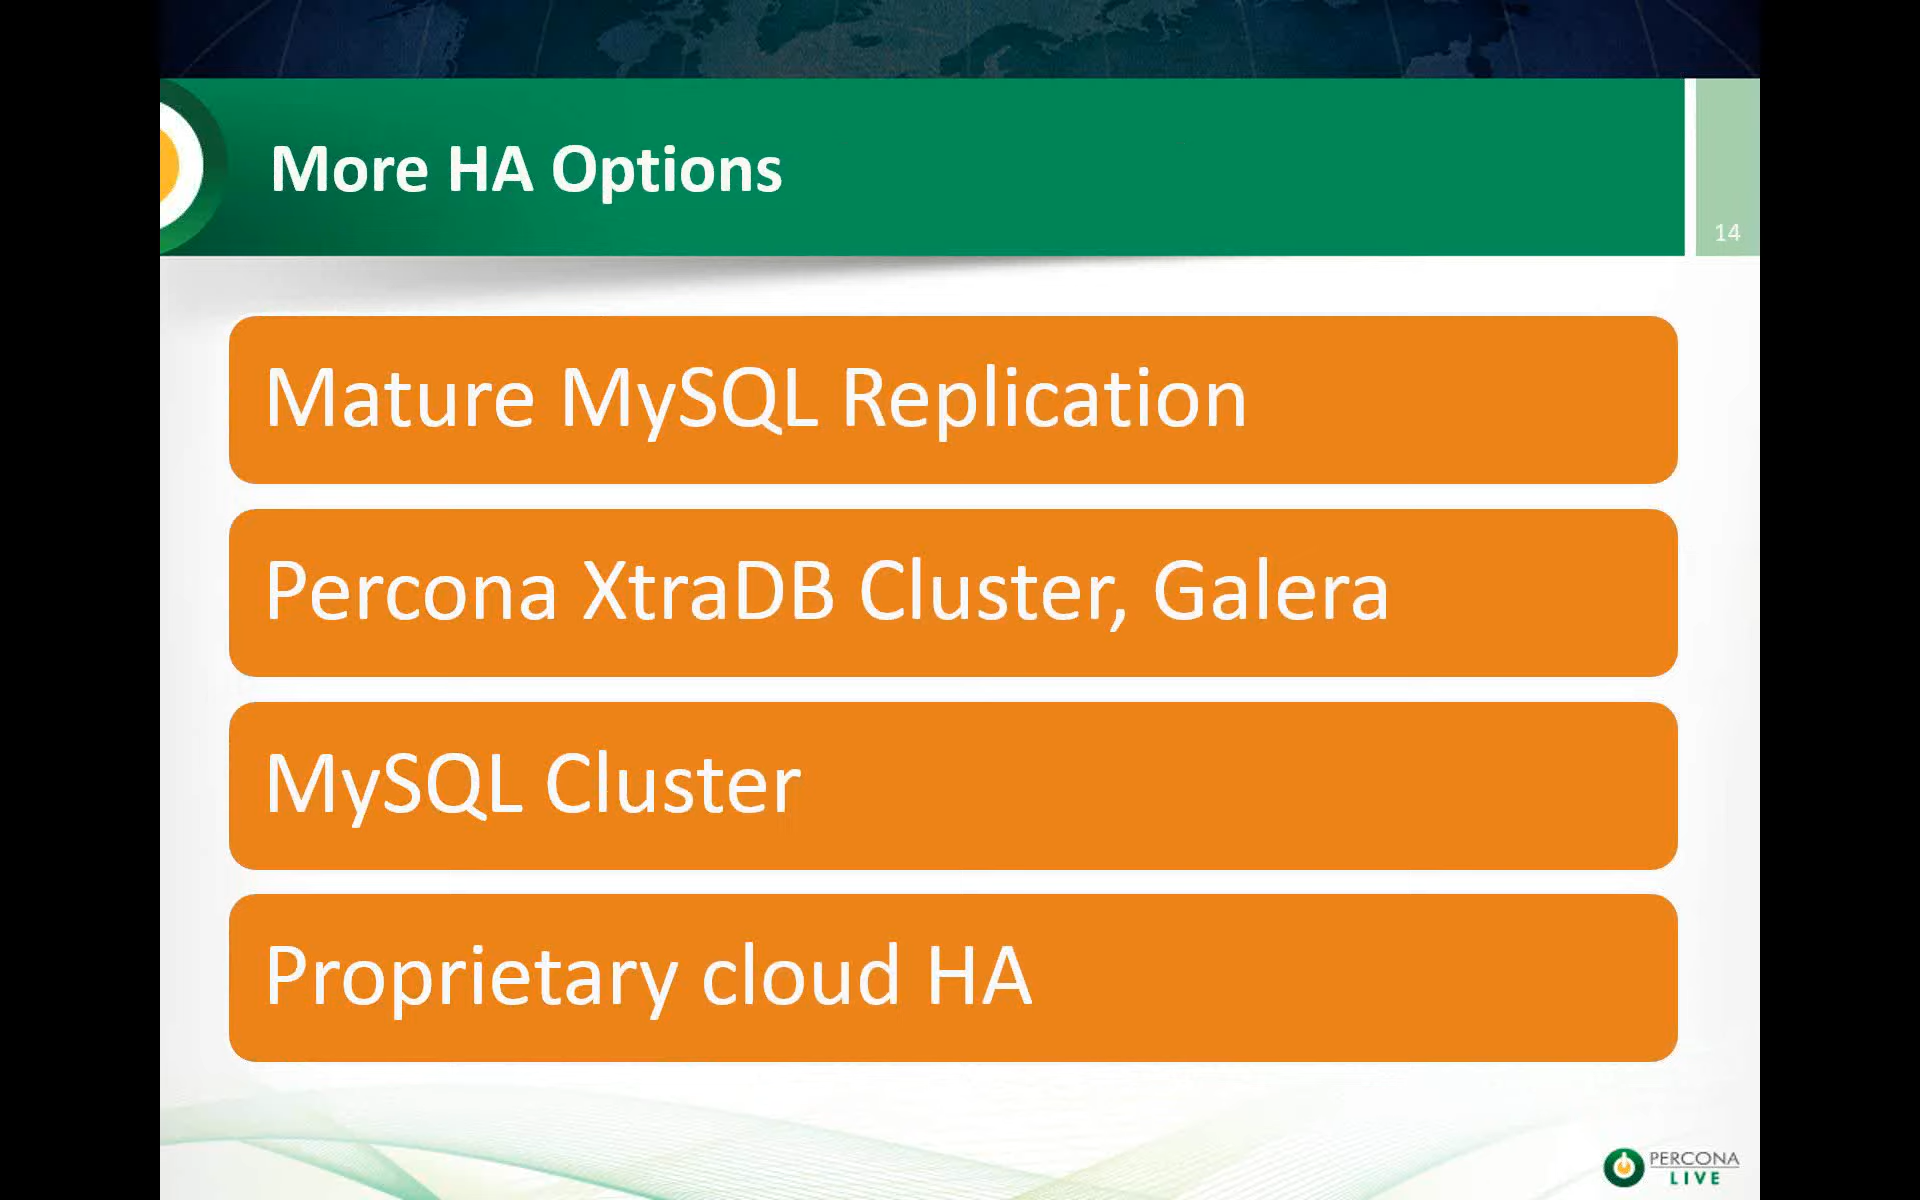 More HA Options
14
Mature MySQL Replication
Percona XtraDB Cluster, Galera
MySQL Cluster
Proprietary cloud HA
PERCONA
LIVE